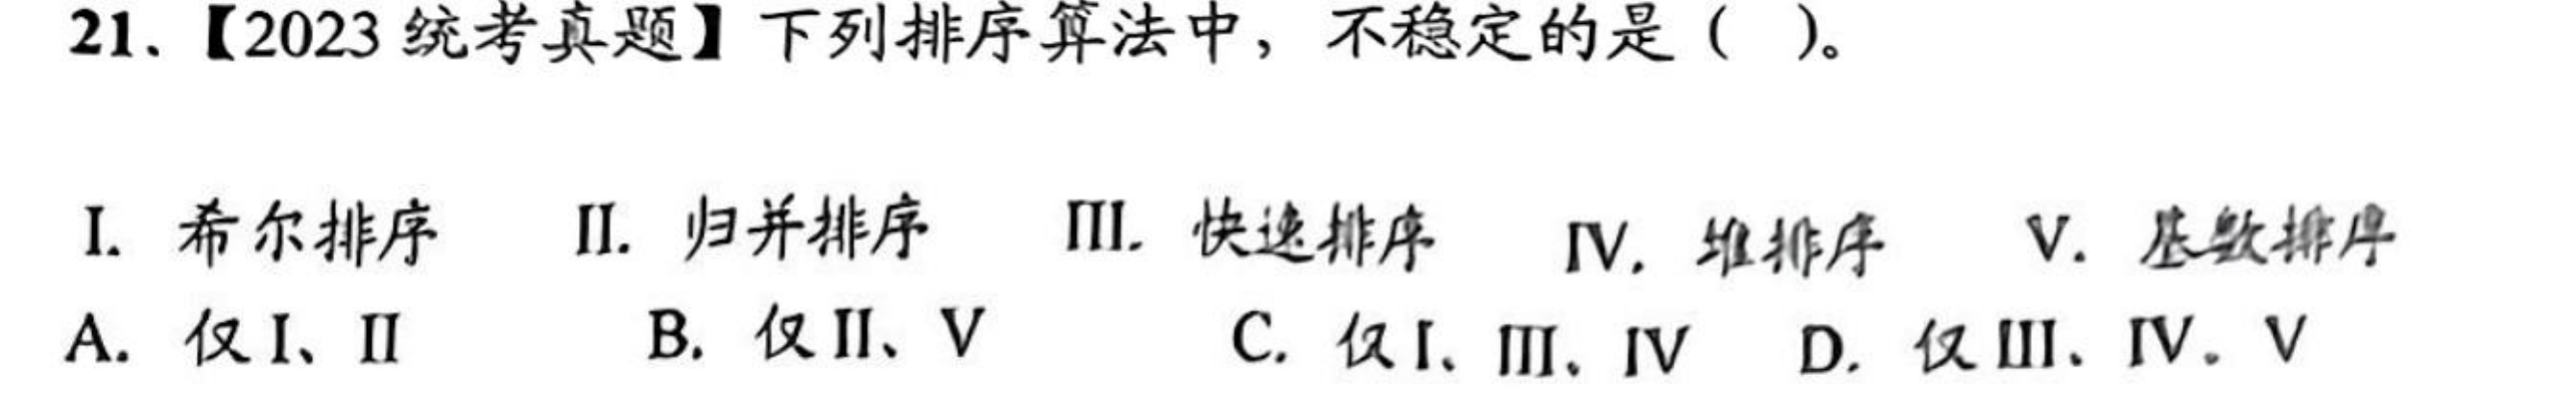 21、【2023 统考真题】下列排序算法中，不稳定的是（ ）。
I. 希尔排序 II. 归并排序 III. 快速排序 IV. 堆排序 V. 基数排序
A. 仅 I、II B. 仅 II、V C. 仅 I、III、IV D. 仅 III、IV、V